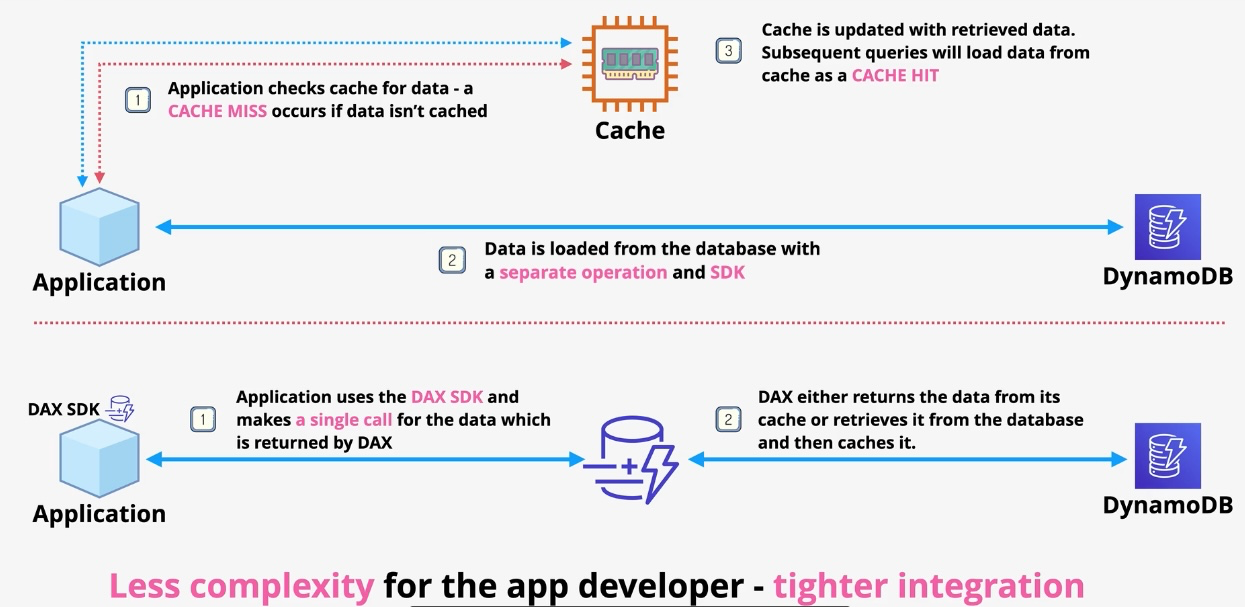 3
Cache is updated with retrieved data.
Subsequent queries will load data from
cache as a CACHE HIT
1
Application checks cache for data - a
CACHE MISS occurs if data isn't cached
Cache
2
Data is loaded from the database with
a separate operation and SDK
Application
DynamoDB
DAX SDK
1
Application uses the DAX SDK and
makes a single call for the data which
is returned by DAX
2
DAX either returns the data from its
cache or retrieves it from the database
and then caches it.
Application
DynamoDB
Less complexity for the app developer - tighter integration